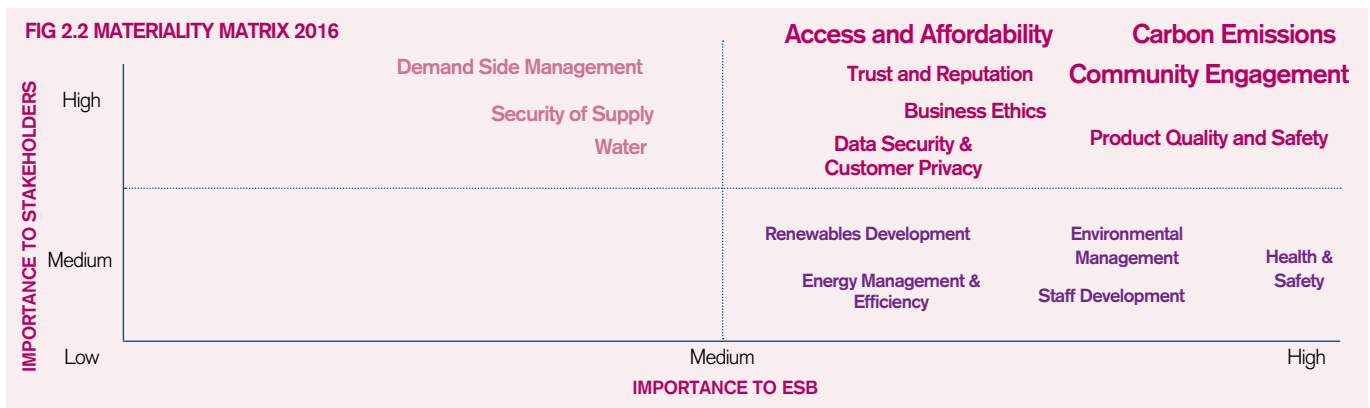 FIG 2.2 MATERIALITY MATRIX 2016
IMPORTANCE TO STAKEHOLDERS
High
Medium
Low
Demand Side Management
Security of Supply
Water
Access and Affordability
Carbon Emissions
Trust and Reputation
Community Engagement
Business Ethics
Data Security &
Customer Privacy
Product Quality and Safety
Renewables Development
Environmental
Management
Health &
Safety
Energy Management &
Efficiency
Staff Development
Medium
High
IMPORTANCE TO ESB